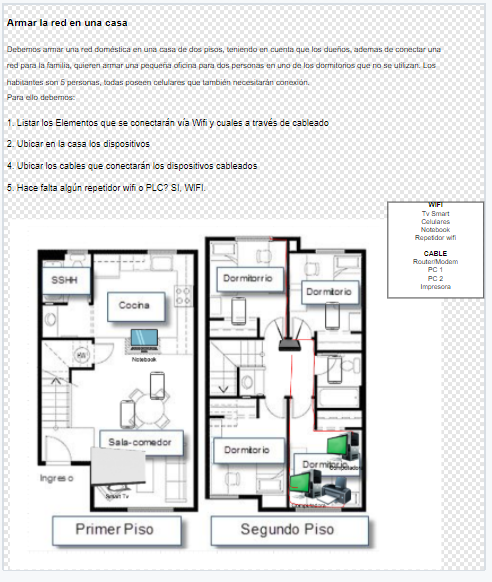 Armar la red en una casa
Debemos armar una red doméstica en una casa de dos pisos, teniendo en cuenta que los dueños, ademas de conectar una
red para la familia, quieren armar una pequeña oficina para dos personas en uno de los dormitorios que no se utilizan. Los
habitantes son 5 personas, todas poseen celulares que también necesitarán conexión.
Para ello debemos:
1. Listar los Elementos que se conectarán vía Wifi y cuales a través de cableado
2. Ubicar en la casa los dispositivos
4. Ubicar los cables que conectarán los dispositivos cableados
5. Hace falta algún repetidor wifi o PLC? SI, WIFI.
WIFI
Tv Smart
Celulares
Notebook
Repetidor wifi
CABLE
Router/Modem
PC 1
PC 2
Impresora
SSHH
Cocina
Notebook
Sala-comedor
Ingreso
Smart Tv
Primer Piso
Dormitorrio
Dormitorio
Dormitorio
Dormitorio
Computadora
Segundo Piso